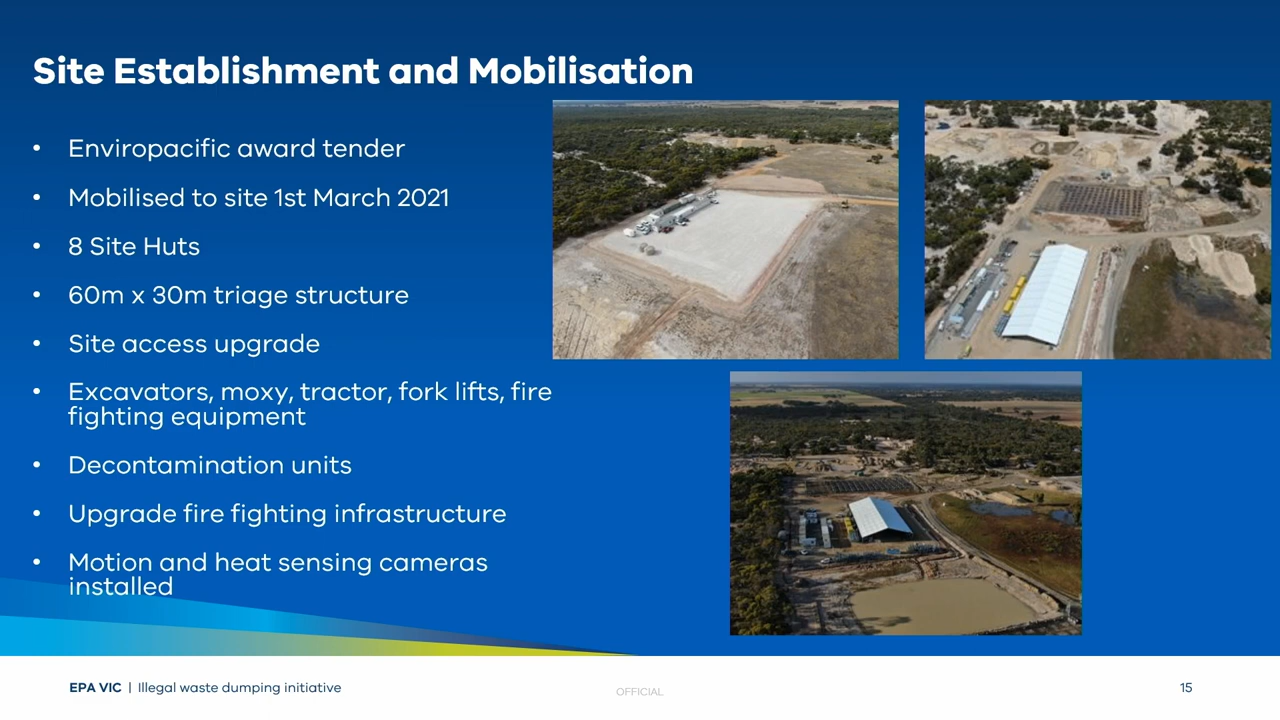 Site Establishment and Mobilisation
• Enviropacific award tender
• Mobilised to site 1st March 2021
• 8 Site Huts
• 60m x 30m triage structure
• Site access upgrade
• Excavators, moxy, tractor, fork lifts, fire
fighting equipment
• Decontamination units
• Upgrade fire fighting infrastructure
• Motion and heat sensing cameras
installed
EPA VIC | Illegal waste dumping initiative
OFFICIAL
15